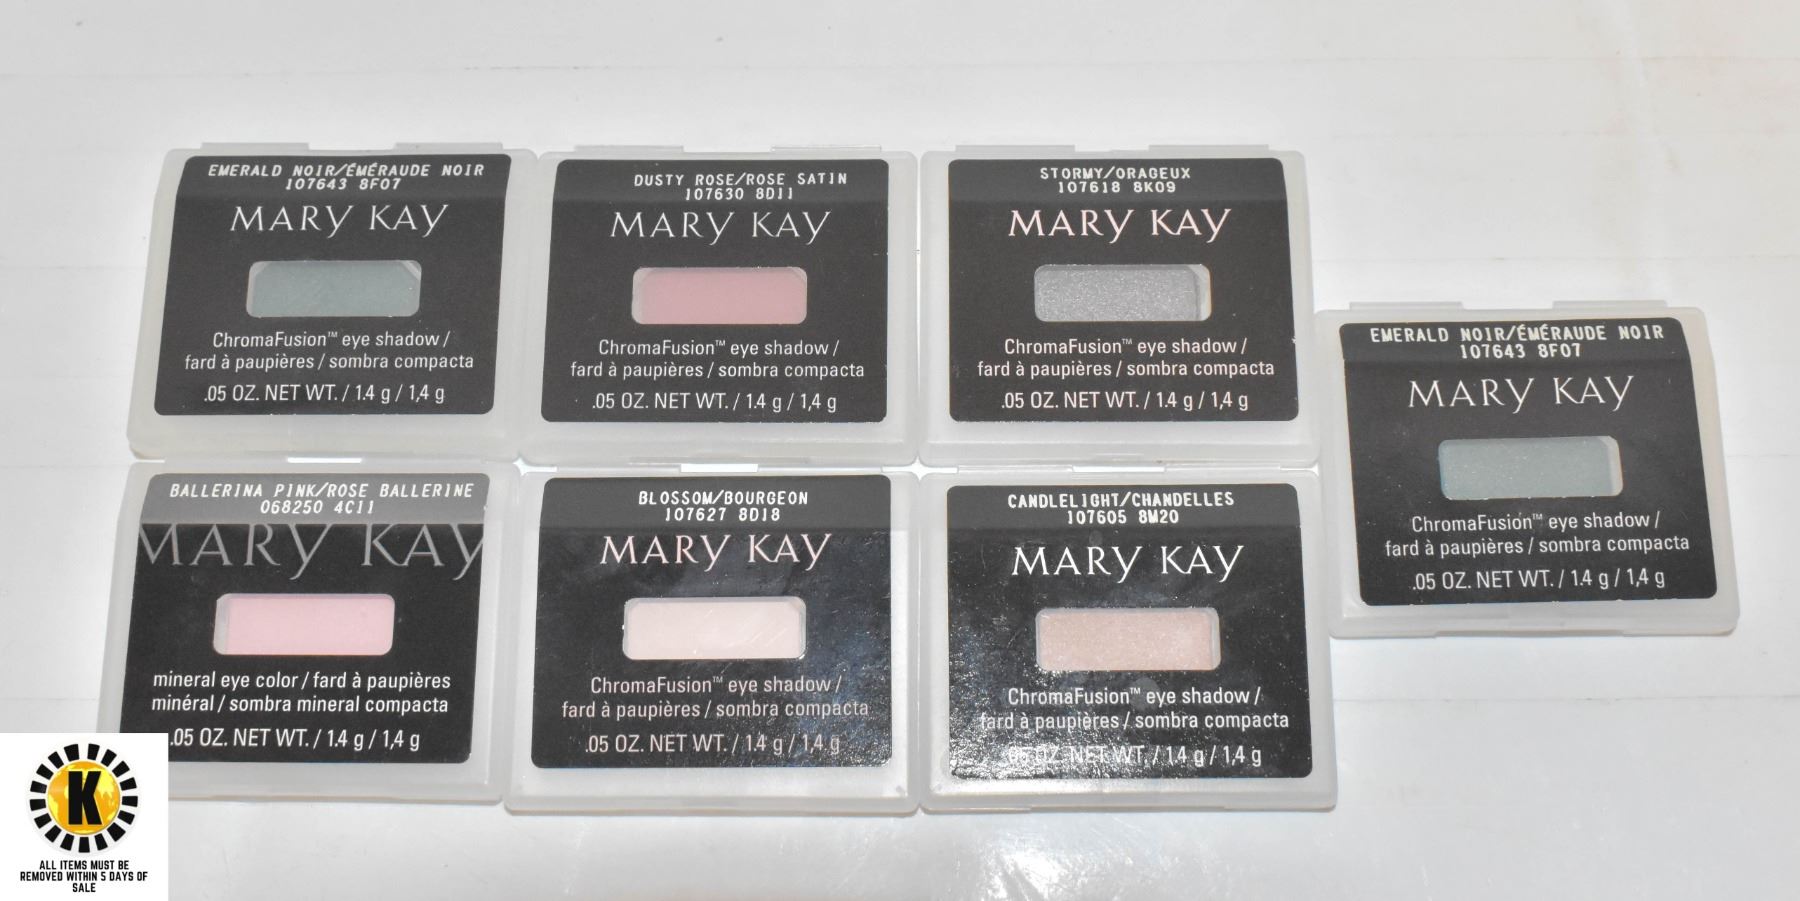 EMERALD NOIR/ÉMÉRAUDE NOIR
107643 8F07
MARY KAY
ChromaFusion™ eye shadow /
fard à paupières / sombra compacta
.05 OZ. NET WT. / 1.4 g / 1,4 g
DUSTY ROSE/ROSE SATIN
107630 8D11
MARY KAY
ChromaFusion™ eye shadow /
fard à paupières / sombra compacta
.05 OZ. NET WT. / 1.4 g / 1,4 g
STORMY/ORAGEUX
107618 8K09
MARY KAY
ChromaFusion™ eye shadow /
fard à paupières / sombra compacta
.05 OZ. NET WT. / 1.4 g / 1,4 g
EMERALD NOIR/ÉMÉRAUDE NOIR
107643 8F07
MARY KAY
ChromaFusion™ eye shadow /
fard à paupières / sombra compacta
.05 OZ. NET WT. / 1.4 g / 1,4 g
BALLERINA PINK/ROSE BALLERINE
068250 4C11
MARY KAY
mineral eye color / fard à paupières
minéral / sombra mineral compacta
.05 OZ. NET WT. / 1.4 g / 1,4 g
BLOSSOM/BOURGEON
107627 8D18
MARY KAY
ChromaFusion™ eye shadow /
fard à paupières / sombra compacta
.05 OZ. NET WT. / 1.4 g / 1,4 g
CANDLELIGHT/CHANDELLES
107605 8M20
MARY KAY
ChromaFusion™ eye shadow /
fard à paupières / sombra compacta
.05 OZ. NET WT. / 1.4 g / 1,4 g
K
ALL ITEMS MUST BE
REMOVED WITHIN 5 DAYS OF
SALE